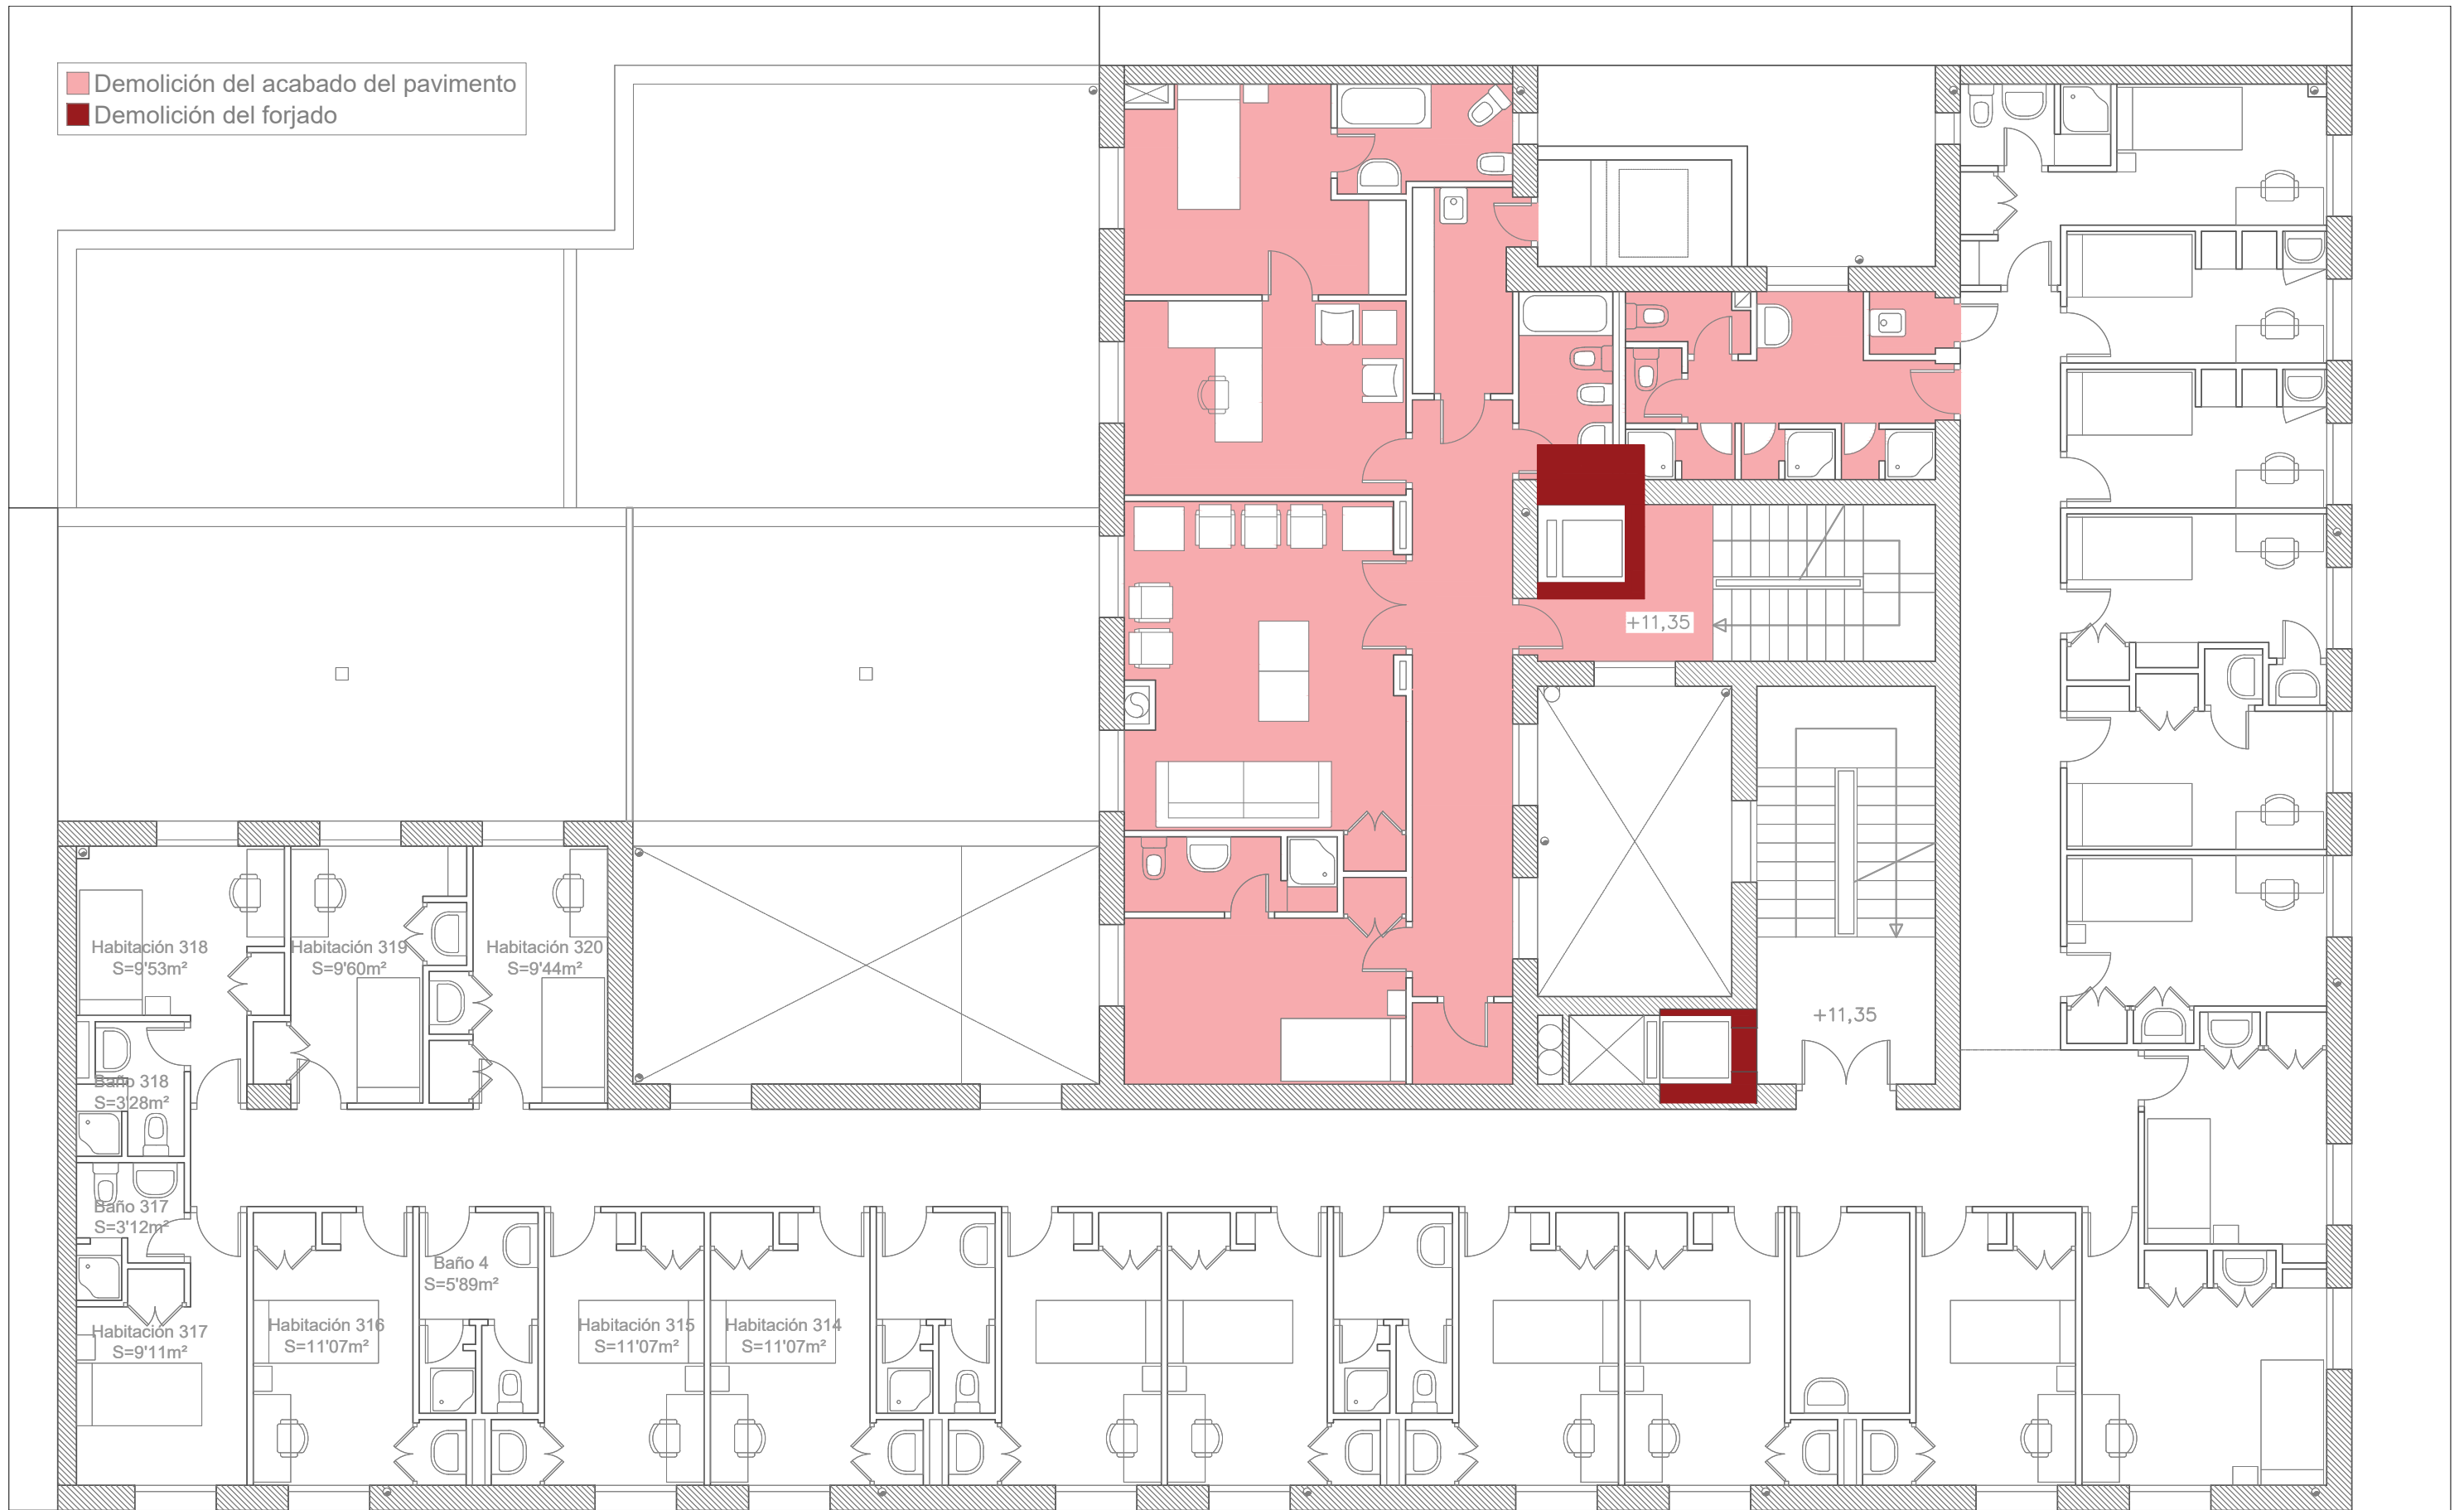 Demolición del acabado del pavimento
Demolición del forjado
+11,35
Habitación 318
S=9'53m²
Habitación 319
S=9'60m²
Habitación 320
S=9'44m²
+11,35
Baño 318
S=3'28m²
Baño 317
S=3'12m²
Baño 4
S=5'89m²
Habitación 317
S=9'11m²
Habitación 316
S=11'07m²
Habitación 315
S=11'07m²
Habitación 314
S=11'07m²